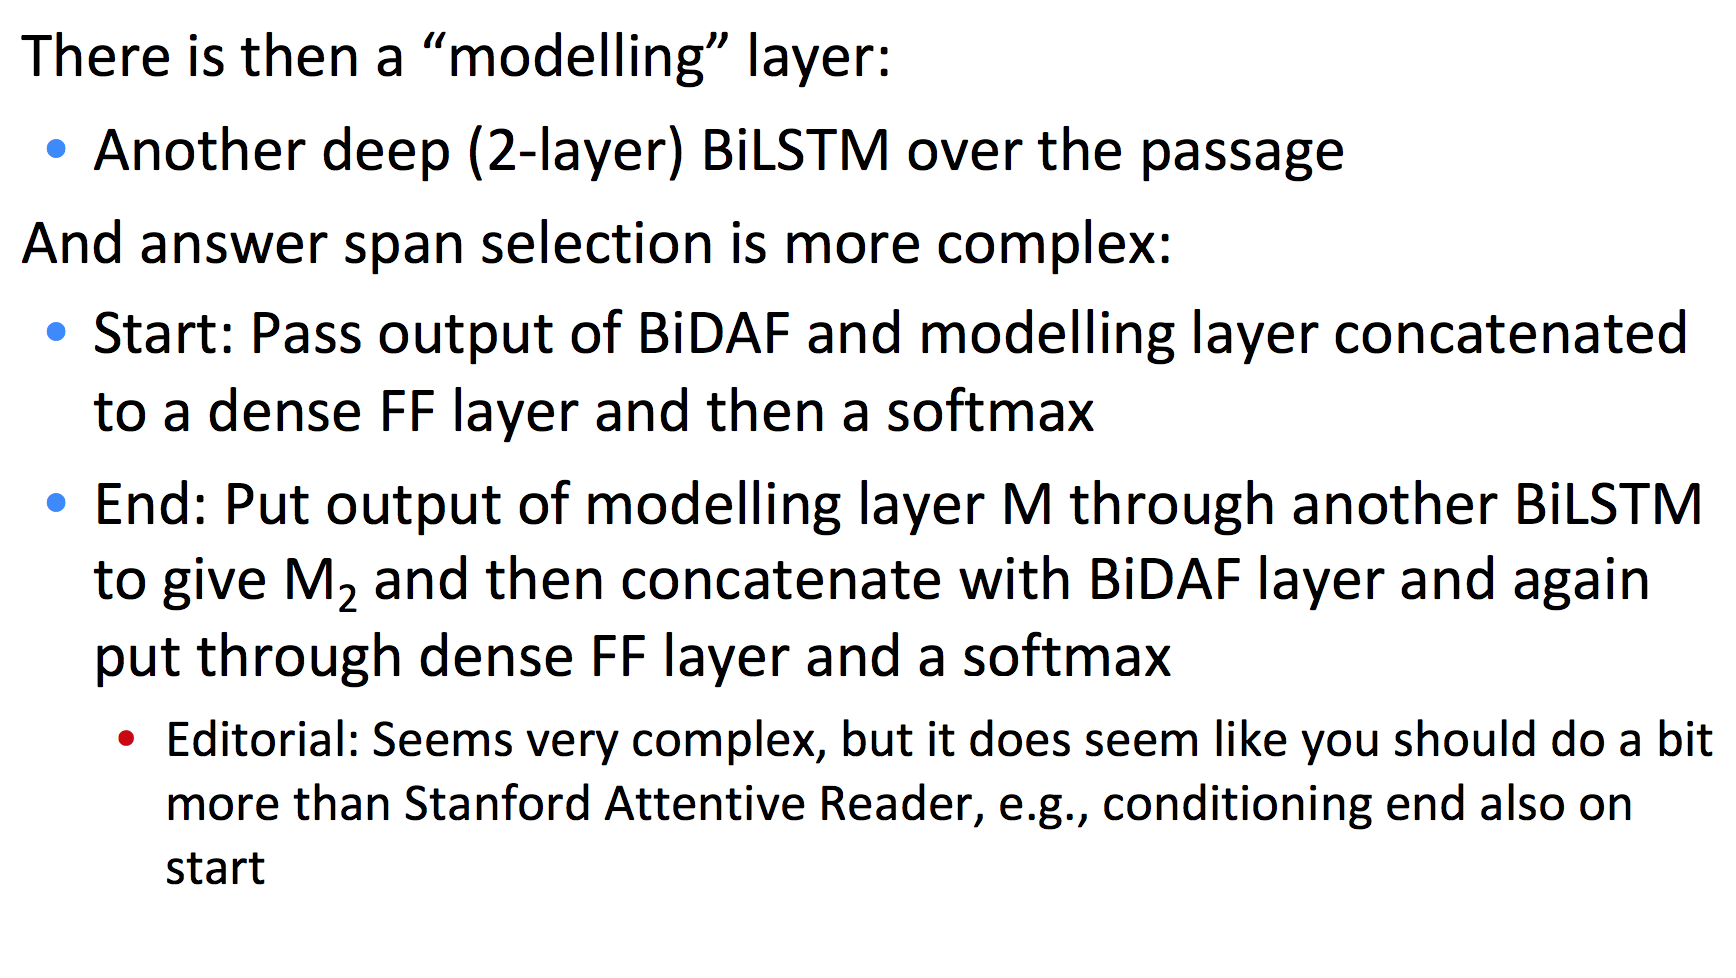 There is then a “modelling” layer:
• Another deep (2-layer) BiLSTM over the passage
And answer span selection is more complex:
• Start: Pass output of BiDAF and modelling layer concatenated
to a dense FF layer and then a softmax
• End: Put output of modelling layer M through another BiLSTM
to give M₂ and then concatenate with BiDAF layer and again
put through dense FF layer and a softmax
• Editorial: Seems very complex, but it does seem like you should do a bit
more than Stanford Attentive Reader, e.g., conditioning end also on
start